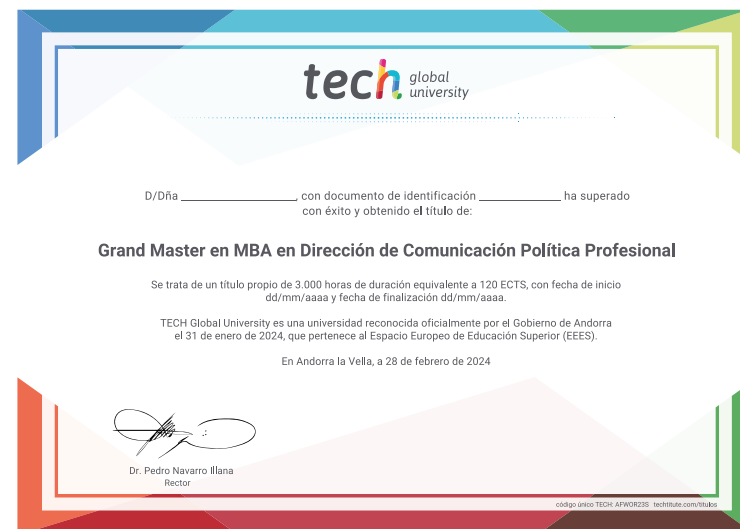 tech global
university
D/Dña ____________, con documento de identificación __________ ha superado
con éxito y obtenido el título de:
Grand Master en MBA en Dirección de Comunicación Política Profesional
Se trata de un título propio de 3.000 horas de duración equivalente a 120 ECTS, con fecha de inicio
dd/mm/aaaa y fecha de finalización dd/mm/aaaa.
TECH Global University es una universidad reconocida oficialmente por el Gobierno de Andorra
el 31 de enero de 2024, que pertenece al Espacio Europeo de Educación Superior (EEES).
En Andorra la Vella, a 28 de febrero de 2024
Dr. Pedro Navarro Illana
Rector
código único TECH: AFWOR23S techtitute.com/titulos